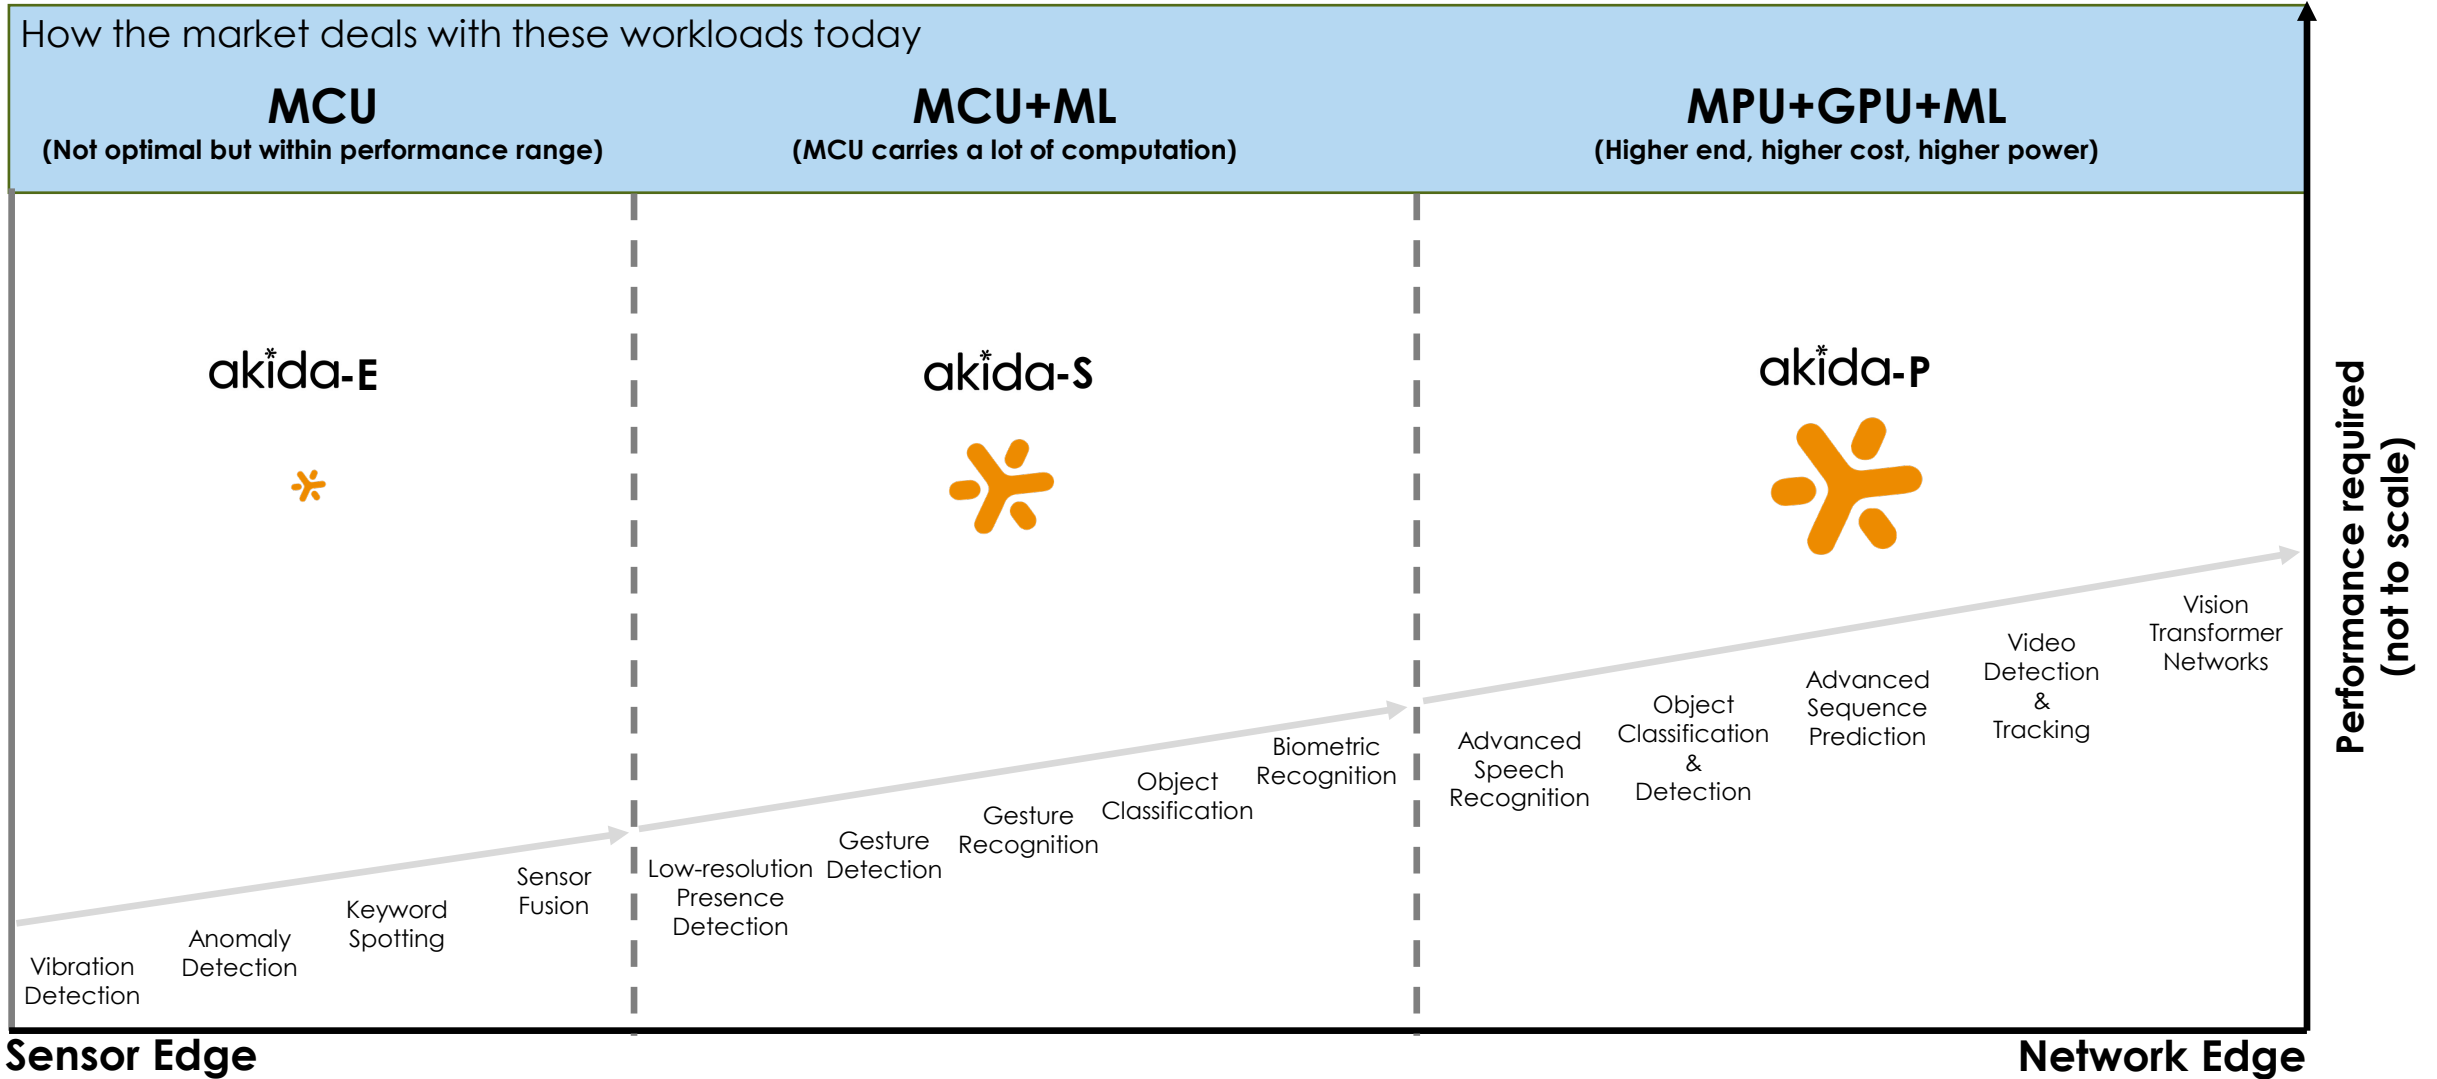 How the market deals with these workloads today
MCU
(Not optimal but within performance range)
MCU+ML
(MCU carries a lot of computation)
MPU+GPU+ML
(Higher end, higher cost, higher power)
akida-E
akida-S
akida-P
Vibration
Detection
Anomaly
Detection
Keyword
Spotting
Sensor
Fusion
Low-resolution
Presence
Detection
Gesture
Detection
Gesture
Recognition
Object
Classification
Biometric
Recognition
Advanced
Speech
Recognition
Object
Classification
&
Detection
Advanced
Sequence
Prediction
Video
Detection
&
Tracking
Vision
Transformer
Networks
Performance required
(not to scale)
Sensor Edge
Network Edge